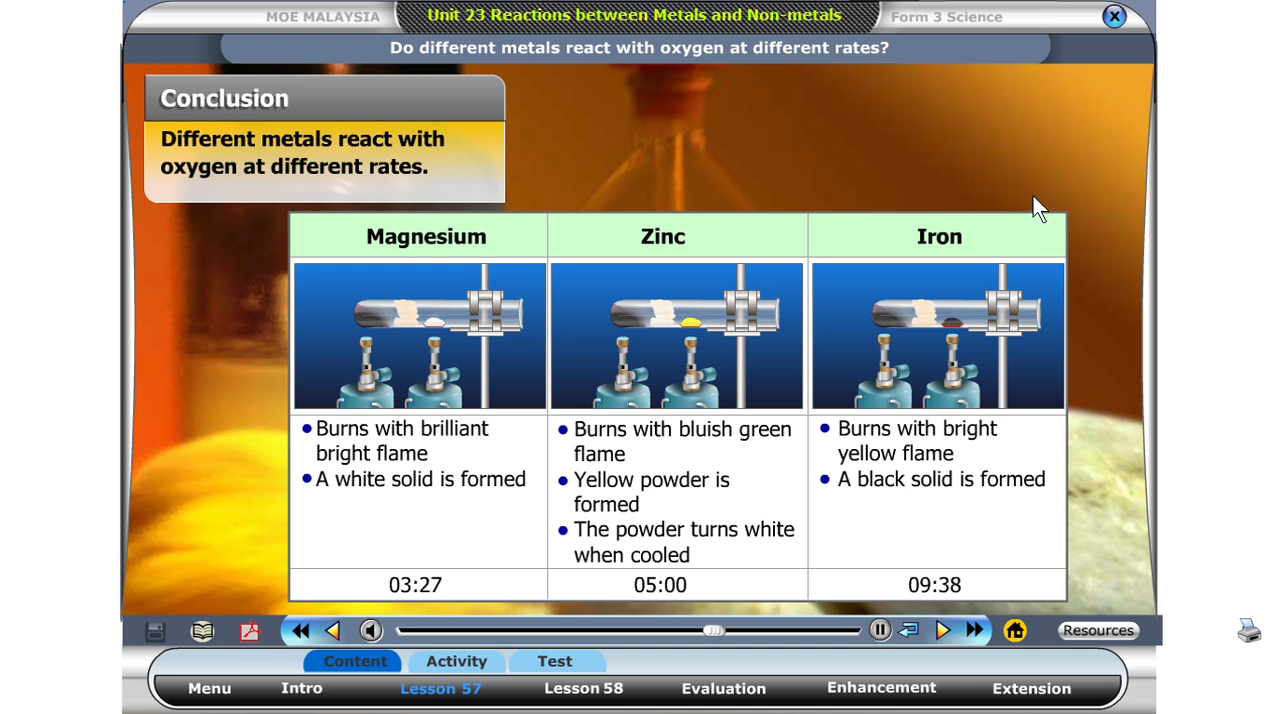 MOE MALAYSIA
Unit 23 Reactions between Metals and Non-metals
Form 3 Science
Do different metals react with oxygen at different rates?
Conclusion
Different metals react with
oxygen at different rates.
Magnesium
Zinc
Iron
• Burns with brilliant
bright flame
• A white solid is formed
• Burns with bluish green
flame
• Yellow powder is
formed
• The powder turns white
when cooled
• Burns with bright
yellow flame
• A black solid is formed
03:27
05:00
09:38
Resources
Content
Activity
Test
Menu
Intro
Lesson 57
Lesson 58
Evaluation
Enhancement
Extension